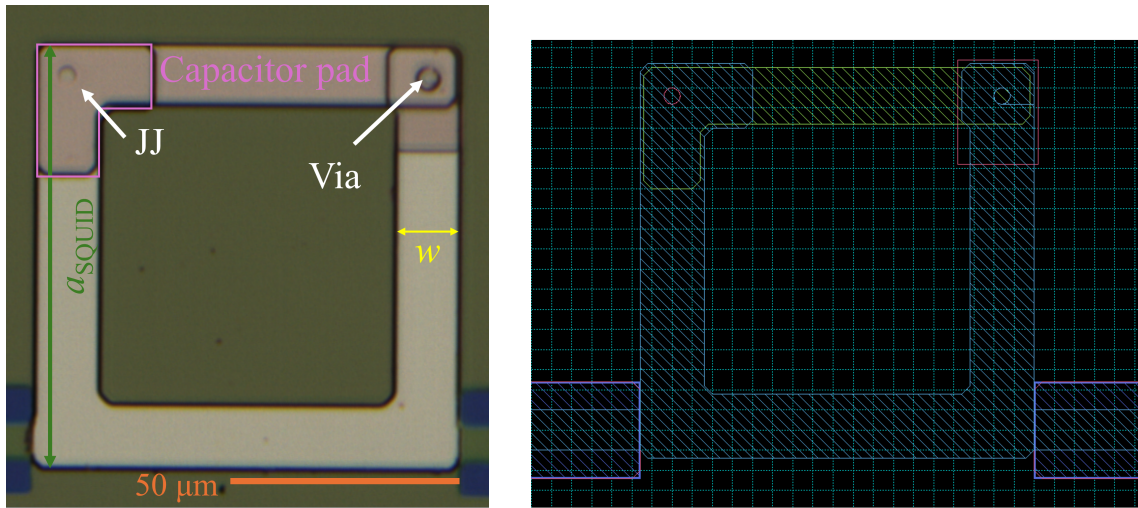 Capacitor pad
JJ
Via
a_SQUID
w
50 μm